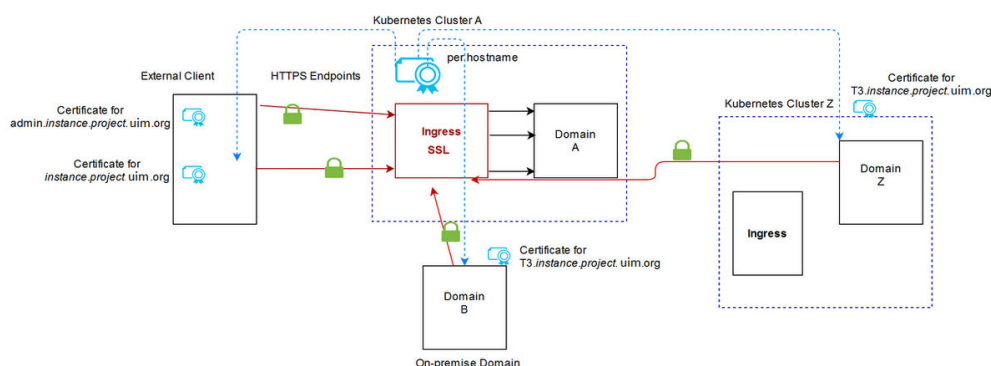 Kubernetes Cluster A
per hostname
External Client
HTTPS Endpoints
Certificate for
admin.instance.project.uim.org
Certificate for
instance.project.uim.org
Ingress
SSL
Domain
A
Certificate for
T3.instance.project.uim.org
Kubernetes Cluster Z
Domain
Z
Ingress
Certificate for
T3.instance.project.uim.org
Domain
B
On-premise Domain